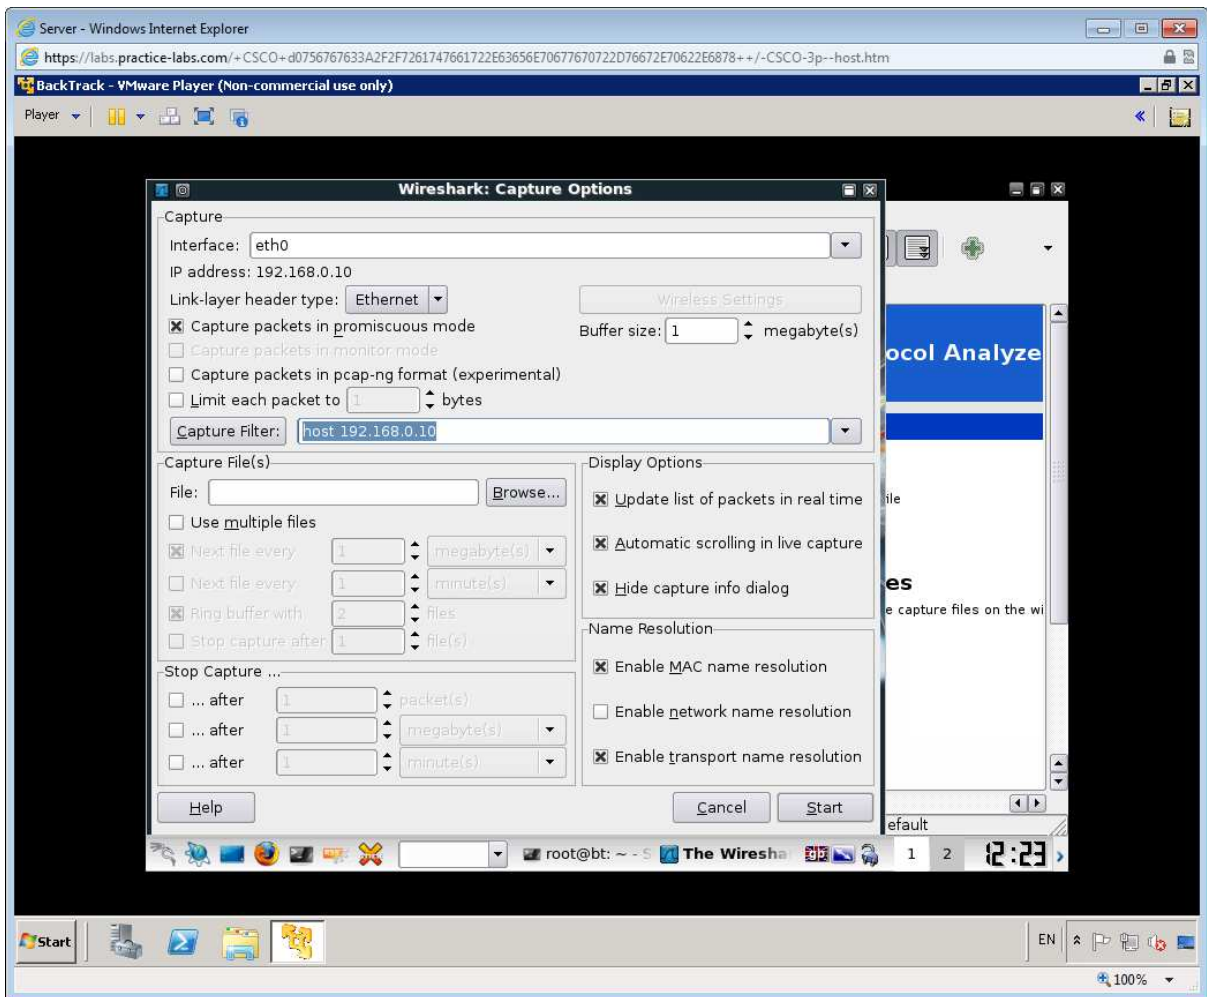 Server - Windows Internet Explorer
https://labs.practice-labs.com/+CSCO+d0756767633A2F2F7261747661722E63656E70677670722D76672E70622E6878++/-CSCO-3p--host.htm
BackTrack - VMware Player (Non-commercial use only)
Player
Wireshark: Capture Options
Capture
Interface: eth0
IP address: 192.168.0.10
Link-layer header type: Ethernet
Wireless Settings
Capture packets in promiscuous mode
Buffer size: 1 megabyte(s)
Capture packets in monitor mode
ocol Analyze
Capture packets in pcap-ng format (experimental)
Limit each packet to 1 bytes
Capture Filter: host 192.168.0.10
Capture File(s)
File: Browse...
Use multiple files
Next file every 1 megabyte(s)
Next file every 1 minute(s)
Ring buffer with 2 files
Stop capture after 1 file(s)
Display Options
Update list of packets in real time
ile
Automatic scrolling in live capture
Hide capture info dialog
es
e capture files on the wi
Stop Capture ...
... after 1 packet(s)
... after 1 megabyte(s)
... after 1 minute(s)
Name Resolution
Enable MAC name resolution
Enable network name resolution
Enable transport name resolution
Help
Cancel
Start
efault
root@bt: ~ - S
The Wiresha
gb
1 2
12:23
Start
EN
100%